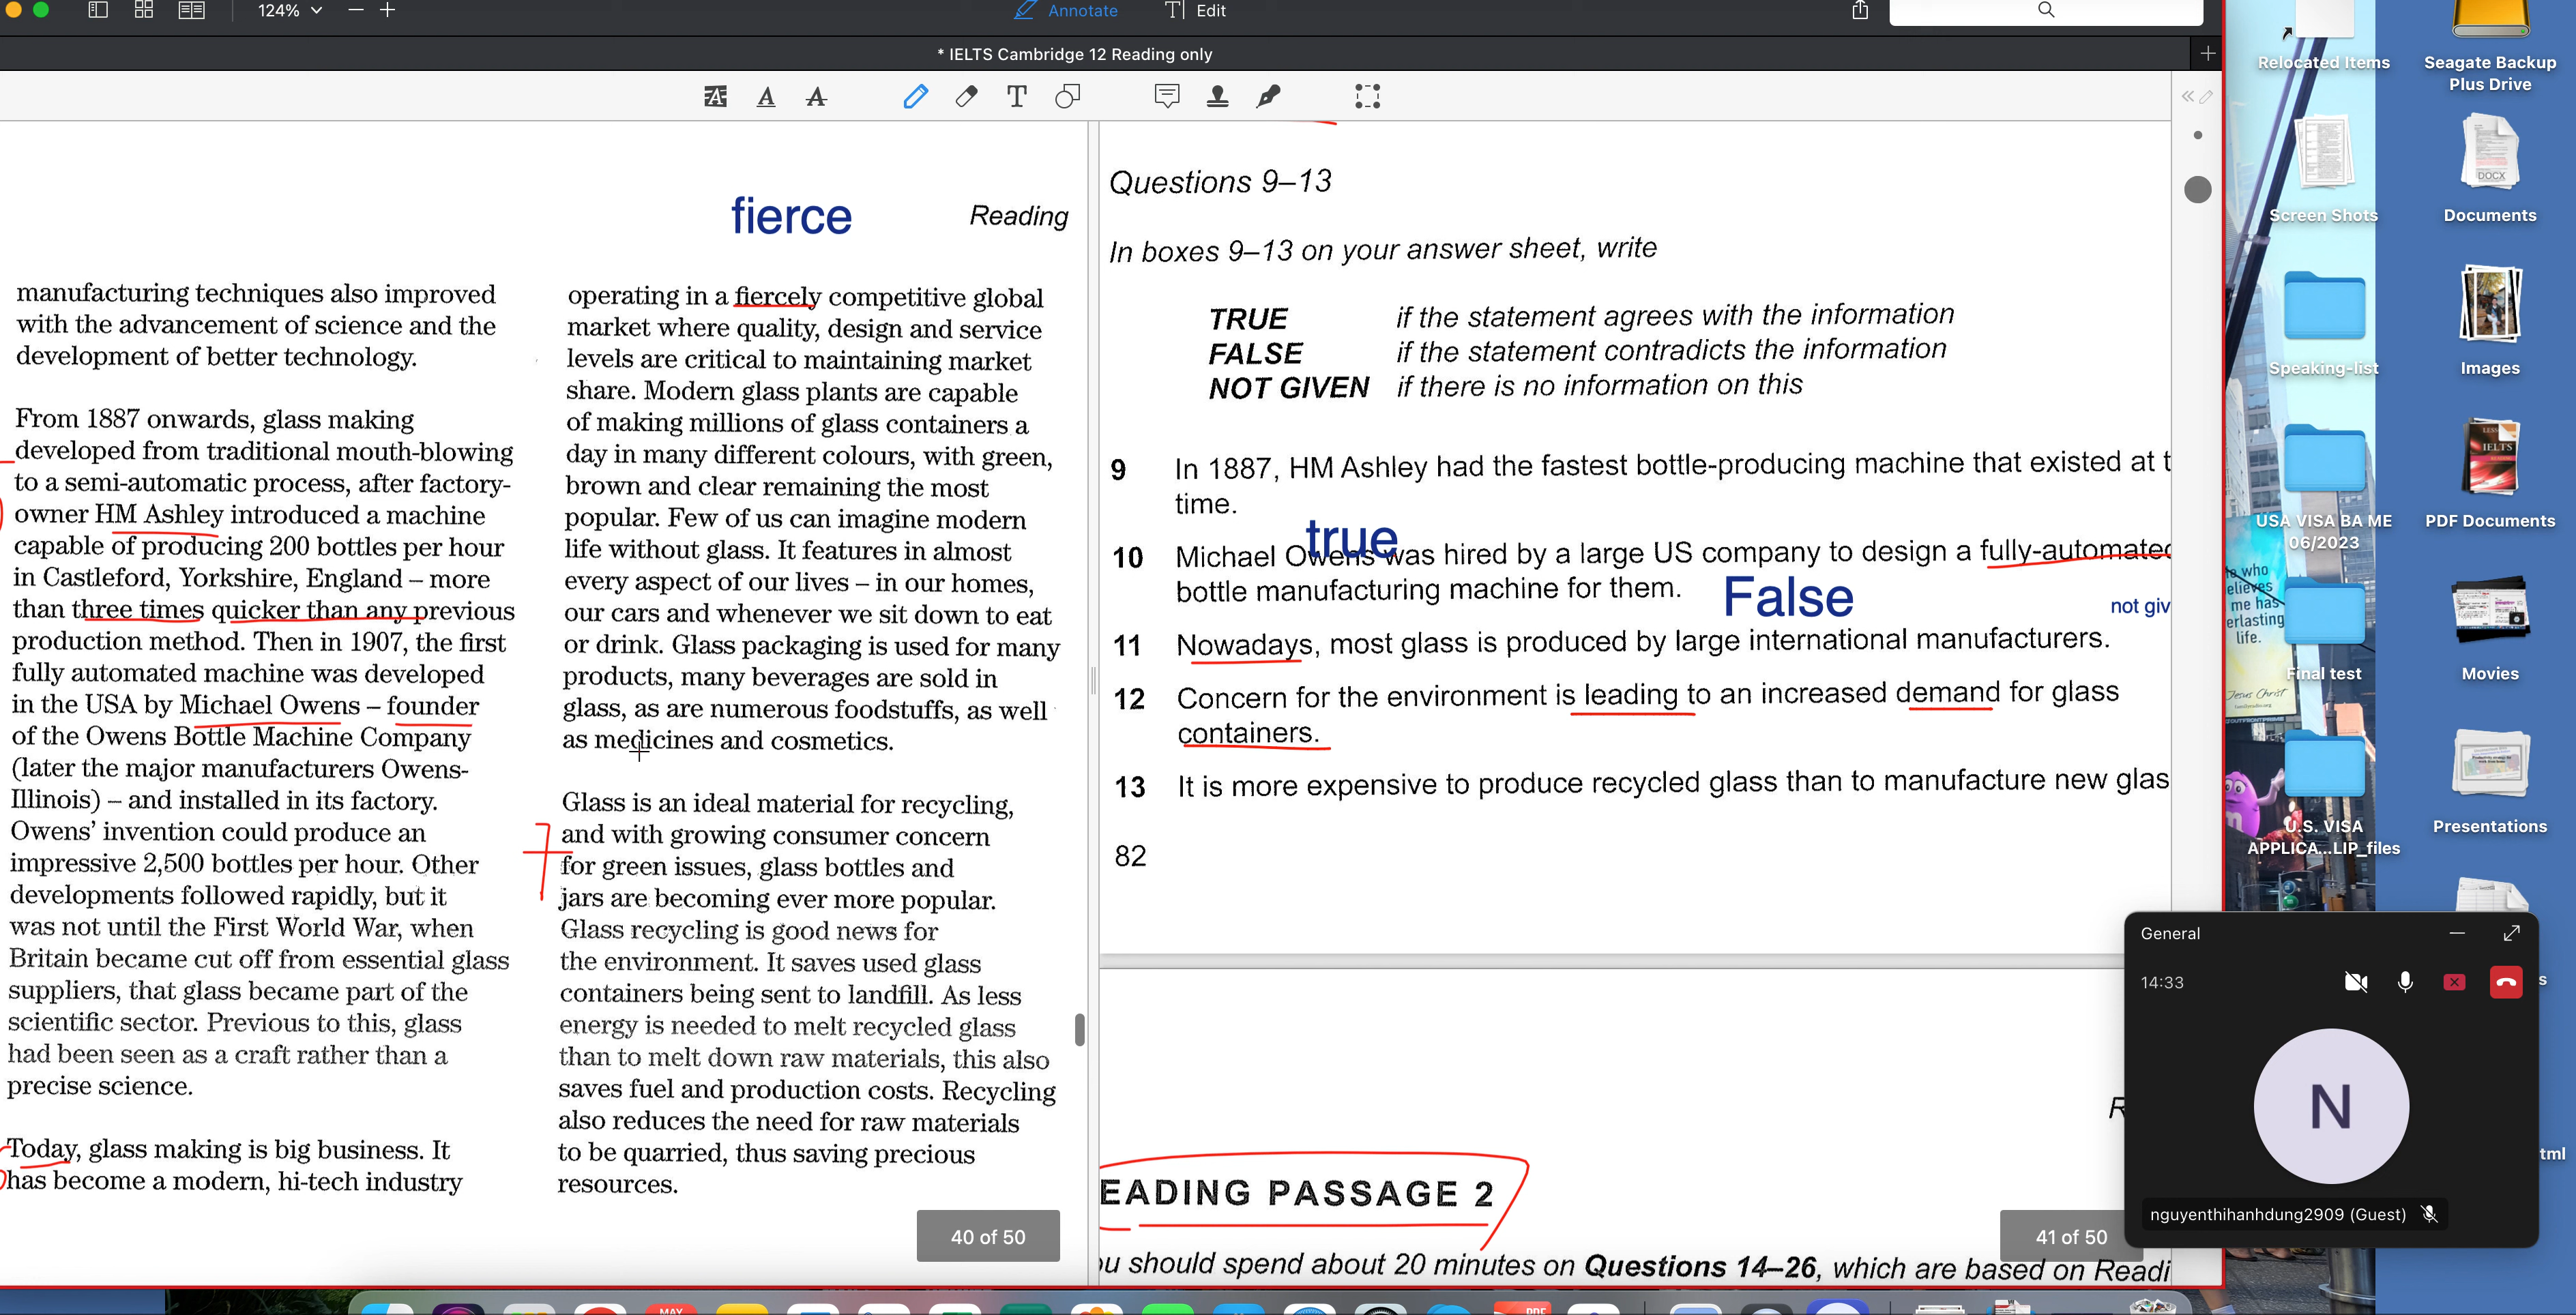 124%
Annotate
Edit
* IELTS Cambridge 12 Reading only
fierce
Reading
manufacturing techniques also improved
with the advancement of science and the
development of better technology.
From 1887 onwards, glass making
developed from traditional mouth-blowing
to a semi-automatic process, after factory-
owner HM Ashley introduced a machine
capable of producing 200 bottles per hour
in Castleford, Yorkshire, England – more
than three times quicker than any previous
production method. Then in 1907, the first
fully automated machine was developed
in the USA by Michael Owens – founder
of the Owens Bottle Machine Company
(later the major manufacturers Owens-
Illinois) – and installed in its factory.
Owens' invention could produce an
impressive 2,500 bottles per hour. Other
developments followed rapidly, but it
was not until the First World War, when
Britain became cut off from essential glass
suppliers, that glass became part of the
scientific sector. Previous to this, glass
had been seen as a craft rather than a
precise science.
Today, glass making is big business. It
has become a modern, hi-tech industry
operating in a fiercely competitive global
market where quality, design and service
levels are critical to maintaining market
share. Modern glass plants are capable
of making millions of glass containers a
day in many different colours, with green,
brown and clear remaining the most
popular. Few of us can imagine modern
life without glass. It features in almost
every aspect of our lives – in our homes,
our cars and whenever we sit down to eat
or drink. Glass packaging is used for many
products, many beverages are sold in
glass, as are numerous foodstuffs, as well
as medicines and cosmetics.
Glass is an ideal material for recycling,
and with growing consumer concern
for green issues, glass bottles and
jars are becoming ever more popular.
Glass recycling is good news for
the environment. It saves used glass
containers being sent to landfill. As less
energy is needed to melt recycled glass
than to melt down raw materials, this also
saves fuel and production costs. Recycling
also reduces the need for raw materials
to be quarried, thus saving precious
resources.
40 of 50
Questions 9–13
In boxes 9–13 on your answer sheet, write
TRUE if the statement agrees with the information
FALSE if the statement contradicts the information
NOT GIVEN if there is no information on this
9 In 1887, HM Ashley had the fastest bottle-producing machine that existed at t
time.
true
10 Michael Owens was hired by a large US company to design a fully-automated
bottle manufacturing machine for them.
False
not giv
11 Nowadays, most glass is produced by large international manufacturers.
12 Concern for the environment is leading to an increased demand for glass
containers.
13 It is more expensive to produce recycled glass than to manufacture new glas
82
EADING PASSAGE 2
ou should spend about 20 minutes on Questions 14–26, which are based on Readi
41 of 50
Relocated Items
Seagate Backup
Plus Drive
Screen Shots
DOCX
Documents
Speaking-list
Images
USA VISA BA ME
06/2023
IELTS
PDF Documents
who
believes
me has
erlasting
life.
Jesus Christ
Final test
Movies
U.S. VISA
APPLICA...LIP_files
Presentations
General
14:33
N
nguyenthihanhdung2909 (Guest)
tml
MAY
PDF